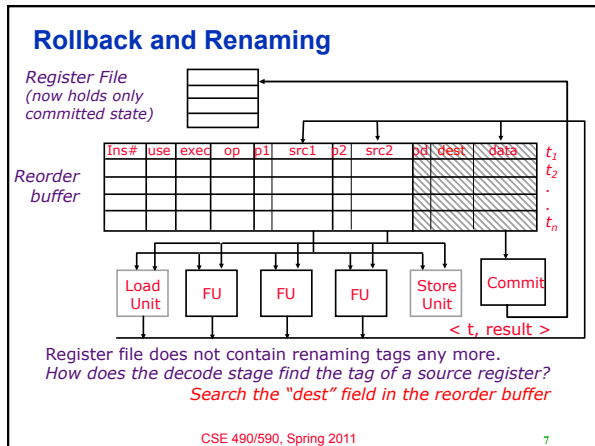 Rollback and Renaming
Register File
(now holds only
committed state)
Reorder
buffer
Ins# use exec op p1 src1 p2 src2 pd dest data
t1
t2
.
.
tn
Load
Unit
FU
FU
FU
Store
Unit
Commit
< t, result >
Register file does not contain renaming tags any more.
How does the decode stage find the tag of a source register?
Search the “dest” field in the reorder buffer
CSE 490/590, Spring 2011
7